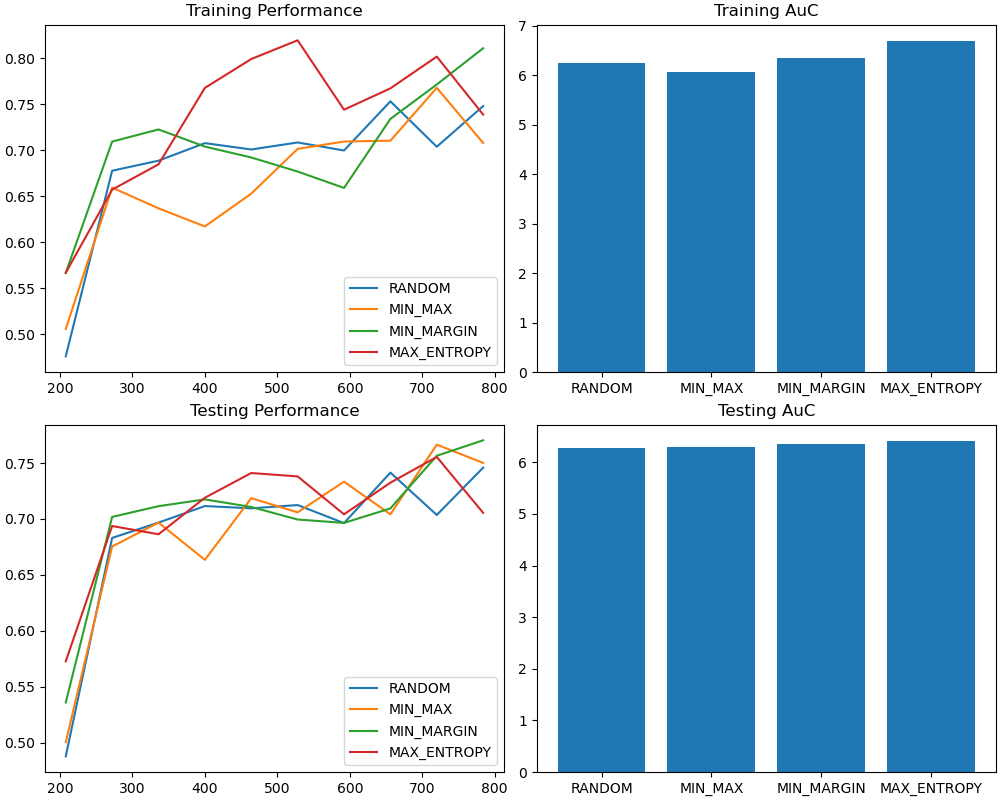 Training Performance
0.80
0.75
0.70
0.65
0.60
0.55
0.50
RANDOM
MIN_MAX
MIN_MARGIN
MAX_ENTROPY
200 300 400 500 600 700 800
Training AuC
7
6
5
4
3
2
1
0
RANDOM MIN_MAX MIN_MARGIN MAX_ENTROPY
Testing Performance
0.75
0.70
0.65
0.60
0.55
0.50
RANDOM
MIN_MAX
MIN_MARGIN
MAX_ENTROPY
200 300 400 500 600 700 800
Testing AuC
6
5
4
3
2
1
0
RANDOM MIN_MAX MIN_MARGIN MAX_ENTROPY